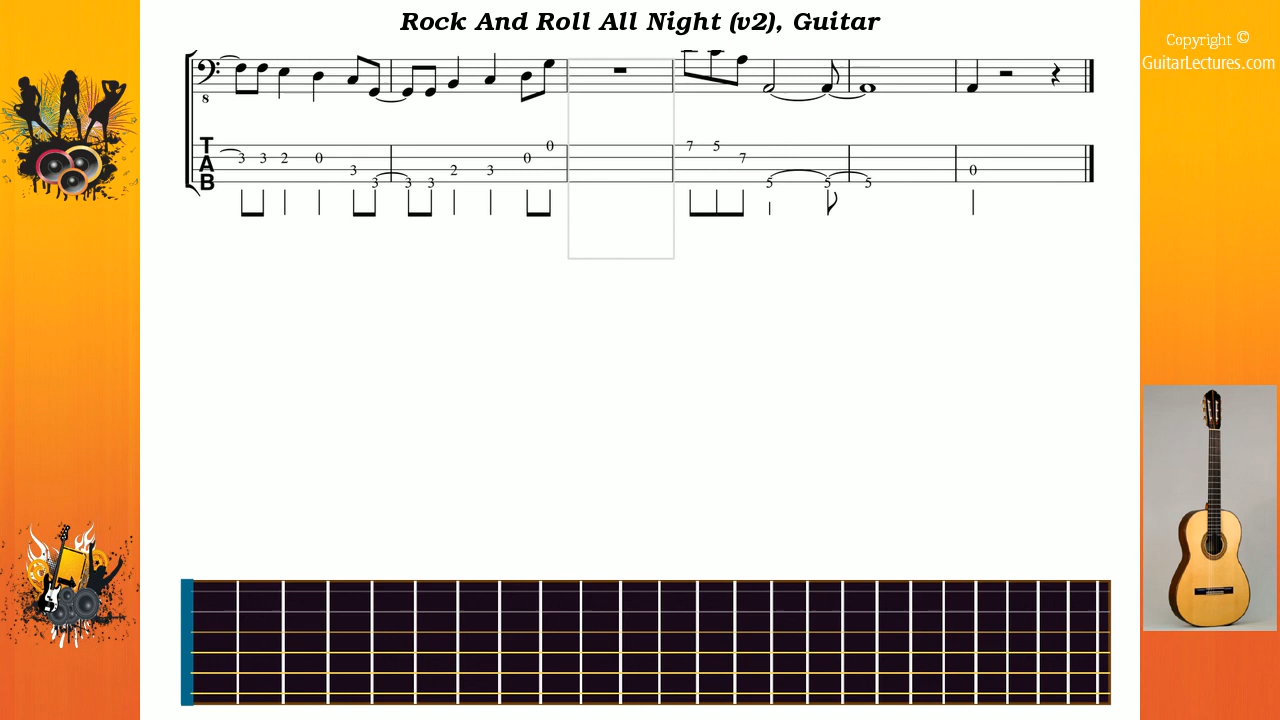 Rock And Roll All Night (v2), Guitar
Copyright ©
GuitarLectures.com
8
T
A
B
3 3 2 0 3 3 3 3 2 3 0 0
7 5 7 5 5 5 0